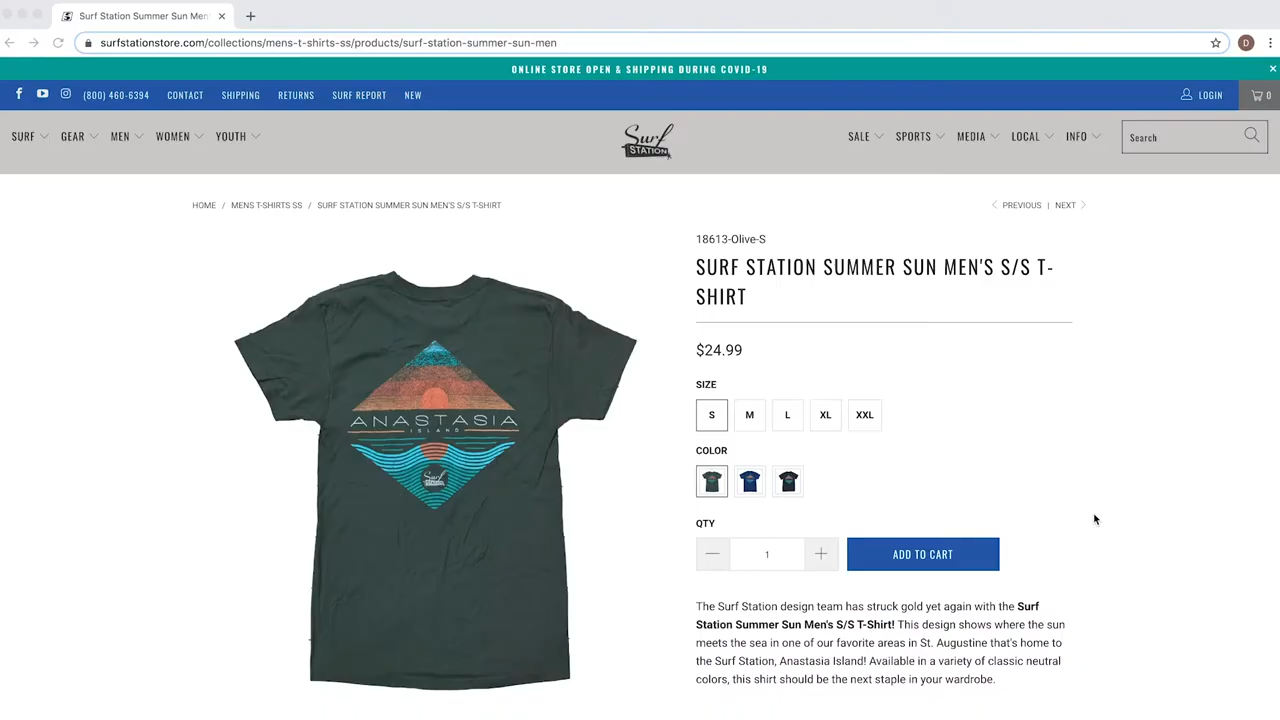 Surf Station Summer Sun Men
surfstationstore.com/collections/mens-t-shirts-ss/products/surf-station-summer-sun-men
D
ONLINE STORE OPEN & SHIPPING DURING COVID-19
(800) 460-6394 CONTACT SHIPPING RETURNS SURF REPORT NEW LOGIN 0
SURF GEAR MEN WOMEN YOUTH Surf STATION SALE SPORTS MEDIA LOCAL INFO Search
HOME / MENS T-SHIRTS SS / SURF STATION SUMMER SUN MEN'S S/S T-SHIRT PREVIOUS | NEXT
18613-Olive-S
SURF STATION SUMMER SUN MEN'S S/S T-
SHIRT
$24.99
SIZE
S M L XL XXL
COLOR
QTY
1 ADD TO CART
The Surf Station design team has struck gold yet again with the Surf
Station Summer Sun Men's S/S T-Shirt! This design shows where the sun
meets the sea in one of our favorite areas in St. Augustine that's home to
the Surf Station, Anastasia Island! Available in a variety of classic neutral
colors, this shirt should be the next staple in your wardrobe.
ANASTASIA
ISLAND
Surf
STATION